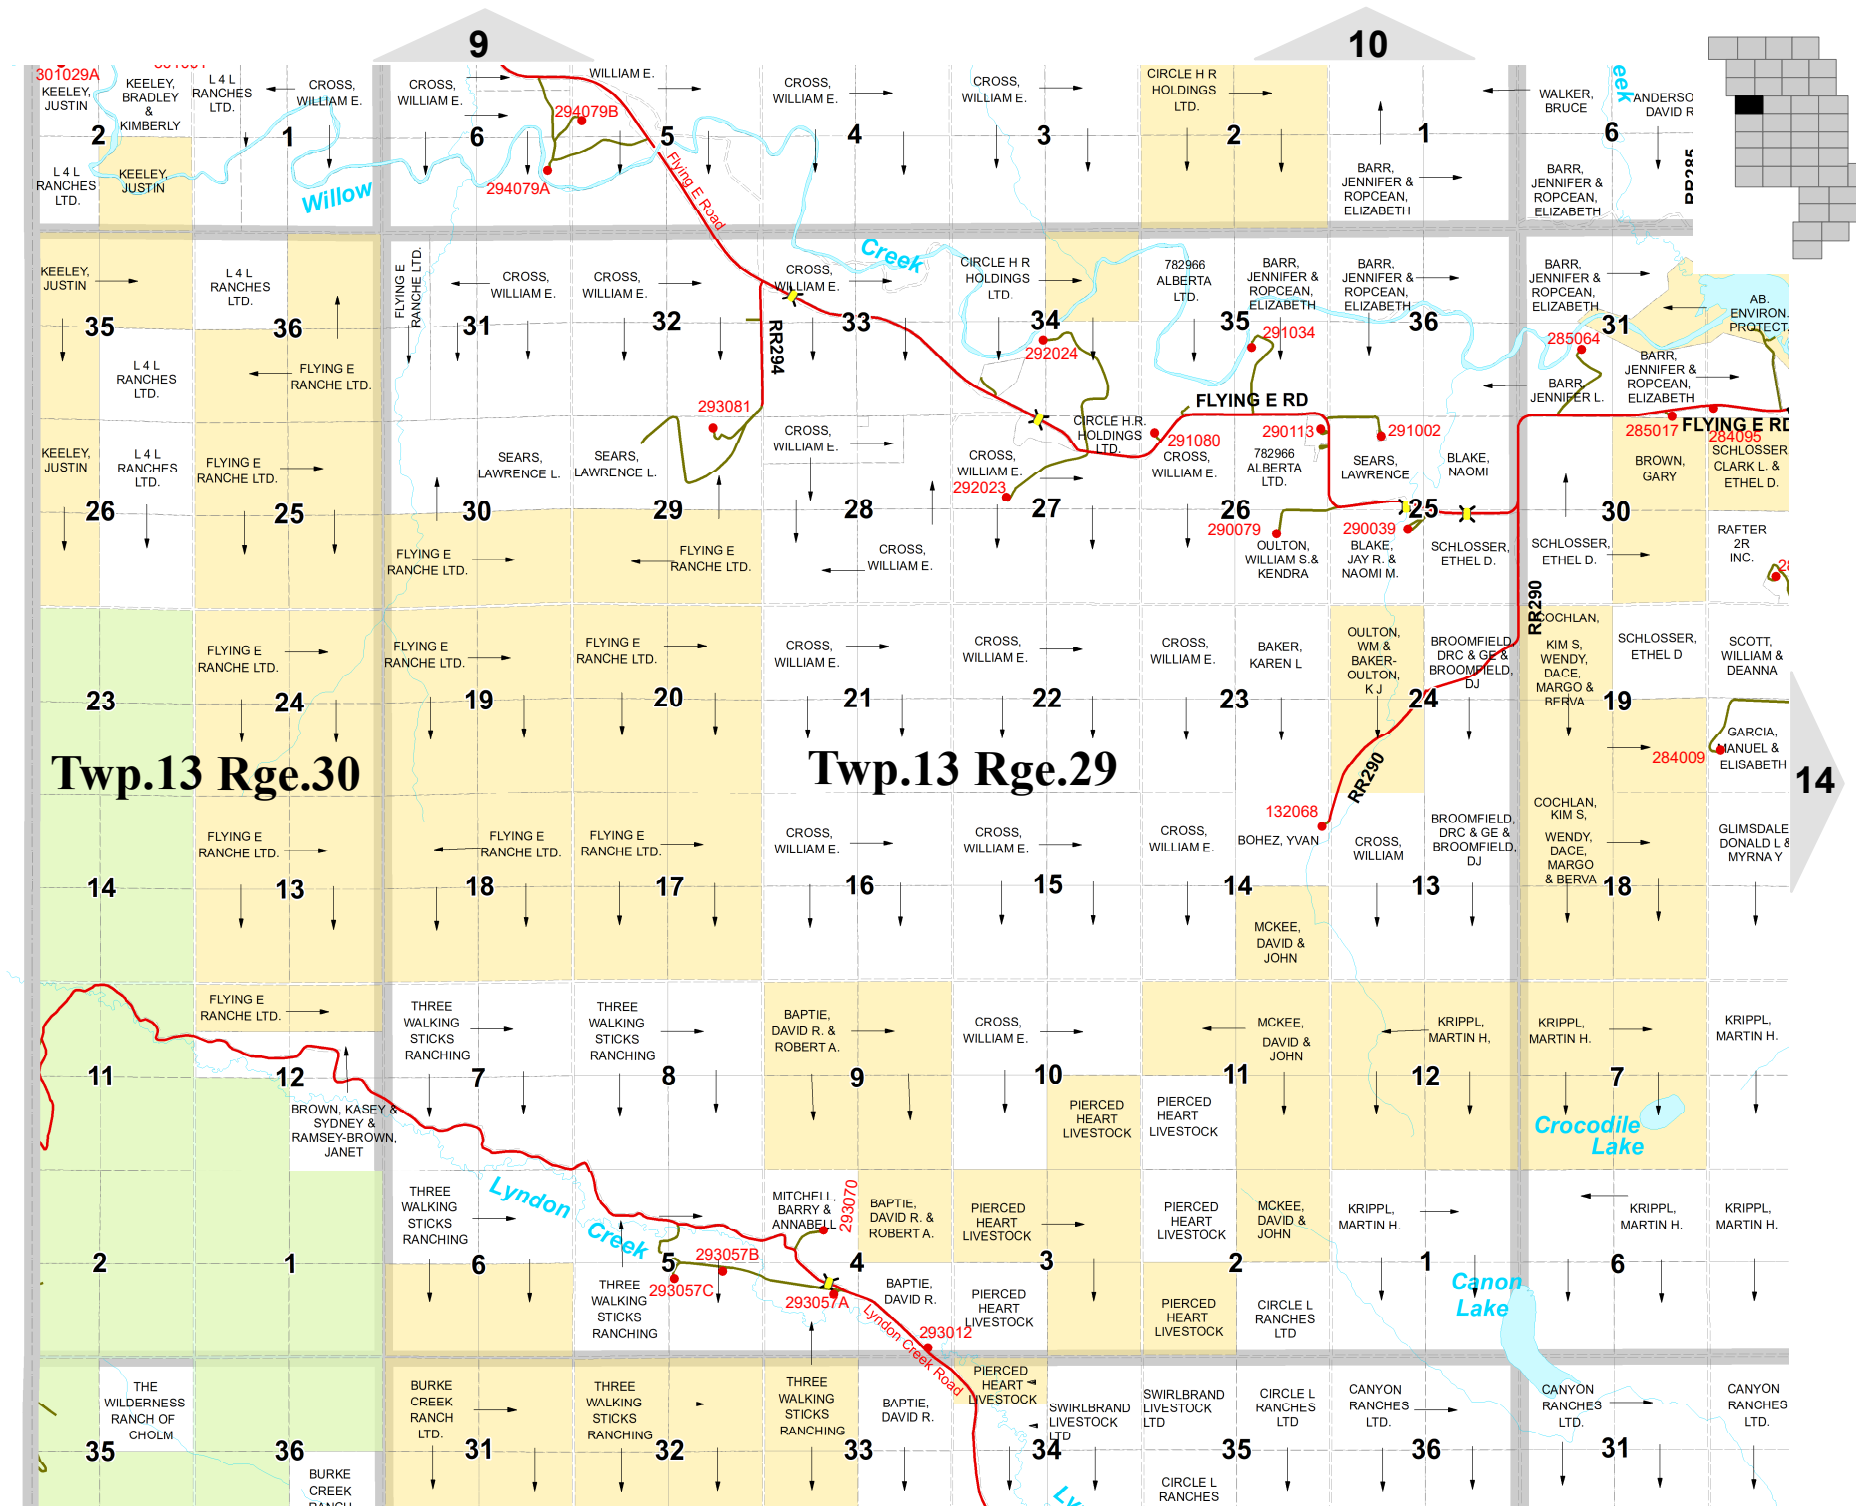 9
10
301029A
KEELEY,
JUSTIN
KEELEY,
BRADLEY
&
KIMBERLY
L 4 L
RANCHES
LTD.
CROSS,
WILLIAM E.
CROSS,
WILLIAM E.
WILLIAM E.
294079B
CROSS,
WILLIAM E.
CROSS,
WILLIAM E.
CIRCLE H R
HOLDINGS
LTD.
WALKER,
BRUCE
eek
ANDERSO
DAVID R
2
1
6
5
4
3
2
1
6
L 4 L
RANCHES
LTD.
KEELEY,
JUSTIN
Willow
294079A
Flying E Road
BARR,
JENNIFER &
ROPCEAN,
ELIZABETH
BARR,
JENNIFER &
ROPCEAN,
ELIZABETH
RR285
KEELEY,
JUSTIN
L 4 L
RANCHES
LTD.
FLYING E
RANCHE LTD.
CROSS,
WILLIAM E.
CROSS,
WILLIAM E.
CROSS,
WILLIAM E.
Creek
CIRCLE H R
HOLDINGS
LTD.
782966
ALBERTA
LTD.
BARR,
JENNIFER &
ROPCEAN,
ELIZABETH
BARR,
JENNIFER &
ROPCEAN,
ELIZABETH
BARR,
JENNIFER &
ROPCEAN,
ELIZABETH
AB.
ENVIRON.
PROTECT.
35
36
31
32
33
34
35
36
31
RR294
292024
291034
285064
L 4 L
RANCHES
LTD.
FLYING E
RANCHE LTD.
BARR,
JENNIFER L.
BARR,
JENNIFER &
ROPCEAN,
ELIZABETH
293081
FLYING E RD
285017
FLYING E RD
284095
KEELEY,
JUSTIN
L 4 L
RANCHES
LTD.
FLYING E
RANCHE LTD.
SEARS,
LAWRENCE L.
SEARS,
LAWRENCE L.
CROSS,
WILLIAM E.
CROSS,
WILLIAM E.
292023
CIRCLE H.R.
HOLDINGS
LTD.
291080
CROSS,
WILLIAM E.
290113
782966
ALBERTA
LTD.
291002
SEARS,
LAWRENCE
BLAKE,
NAOMI
BROWN,
GARY
SCHLOSSER
CLARK L. &
ETHEL D.
26
25
30
29
28
27
26
25
30
FLYING E
RANCHE LTD.
FLYING E
RANCHE LTD.
CROSS,
WILLIAM E.
290079
OULTON,
WILLIAM S.&
KENDRA
290039
BLAKE,
JAY R. &
NAOMI M.
SCHLOSSER,
ETHEL D.
SCHLOSSER,
ETHEL D.
RAFTER
2R
INC.
28
RR290
FLYING E
RANCHE LTD.
FLYING E
RANCHE LTD.
FLYING E
RANCHE LTD.
CROSS,
WILLIAM E.
CROSS,
WILLIAM E.
CROSS,
WILLIAM E.
BAKER,
KAREN L
OULTON,
WM &
BAKER-
OULTON,
K J
BROOMFIELD,
DRC & GE &
BROOMFIELD,
DJ
COCHLAN,
KIM S,
WENDY,
DACE,
MARGO &
BERVA
SCHLOSSER,
ETHEL D
SCOTT,
WILLIAM &
DEANNA
23
24
19
20
21
22
23
24
19
Twp.13 Rge.30
Twp.13 Rge.29
RR290
GARCIA,
MANUEL &
ELISABETH
284009
14
132068
FLYING E
RANCHE LTD.
FLYING E
RANCHE LTD.
FLYING E
RANCHE LTD.
CROSS,
WILLIAM E.
CROSS,
WILLIAM E.
CROSS,
WILLIAM E.
BOHEZ, YVAN
CROSS,
WILLIAM
BROOMFIELD,
DRC & GE &
BROOMFIELD,
DJ
COCHLAN,
KIM S,
WENDY,
DACE,
MARGO
& BERVA
GLIMSDALE
DONALD L &
MYRNA Y
14
13
18
17
16
15
14
13
18
MCKEE,
DAVID &
JOHN
FLYING E
RANCHE LTD.
THREE
WALKING
STICKS
RANCHING
THREE
WALKING
STICKS
RANCHING
BAPTIE,
DAVID R. &
ROBERT A.
CROSS,
WILLIAM E.
MCKEE,
DAVID &
JOHN
KRIPPL,
MARTIN H,
KRIPPL,
MARTIN H.
KRIPPL,
MARTIN H.
11
12
7
8
9
10
11
12
7
BROWN, KASEY &
SYDNEY &
RAMSEY-BROWN,
JANET
PIERCED
HEART
LIVESTOCK
PIERCED
HEART
LIVESTOCK
Crocodile
Lake
THREE
WALKING
STICKS
RANCHING
Lyndon
Creek
MITCHELL,
BARRY &
ANNABELL
293070
BAPTIE,
DAVID R. &
ROBERT A.
PIERCED
HEART
LIVESTOCK
PIERCED
HEART
LIVESTOCK
MCKEE,
DAVID &
JOHN
KRIPPL,
MARTIN H.
KRIPPL,
MARTIN H.
KRIPPL,
MARTIN H.
2
1
6
5
4
3
2
1
6
293057B
293057C
293057A
THREE
WALKING
STICKS
RANCHING
BAPTIE,
DAVID R.
Lyndon Creek Road
293012
PIERCED
HEART
LIVESTOCK
PIERCED
HEART
LIVESTOCK
CIRCLE L
RANCHES
LTD
Canon
Lake
THE
WILDERNESS
RANCH OF
CHOLM
BURKE
CREEK
RANCH
LTD.
THREE
WALKING
STICKS
RANCHING
THREE
WALKING
STICKS
RANCHING
BAPTIE,
DAVID R.
PIERCED
HEART
LIVESTOCK
SWIRLBRAND
LIVESTOCK
LTD
SWIRLBRAND
LIVESTOCK
LTD
CIRCLE L
RANCHES
LTD
CANYON
RANCHES
LTD.
CANYON
RANCHES
LTD.
CANYON
RANCHES
LTD.
35
36
31
32
33
34
35
36
31
BURKE
CREEK
RANCH
CIRCLE L
RANCHES
Ly